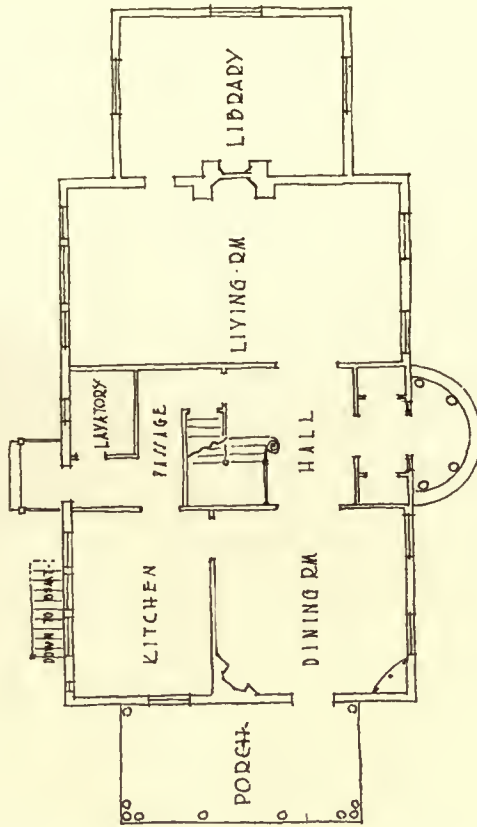 LIBRARY
LIVING·RM
LAVATORY
PASSAGE
HALL
DOWN TO BSMT·
KITCHEN
DINING RM
PORCH